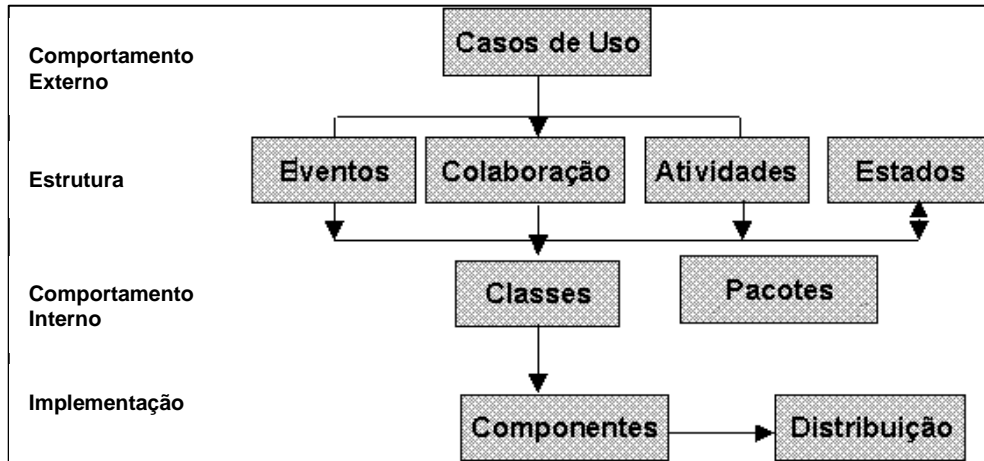 Comportamento
Externo
Casos de Uso
Estrutura
Eventos
Colaboração
Atividades
Estados
Comportamento
Interno
Classes
Pacotes
Implementação
Componentes
Distribuição